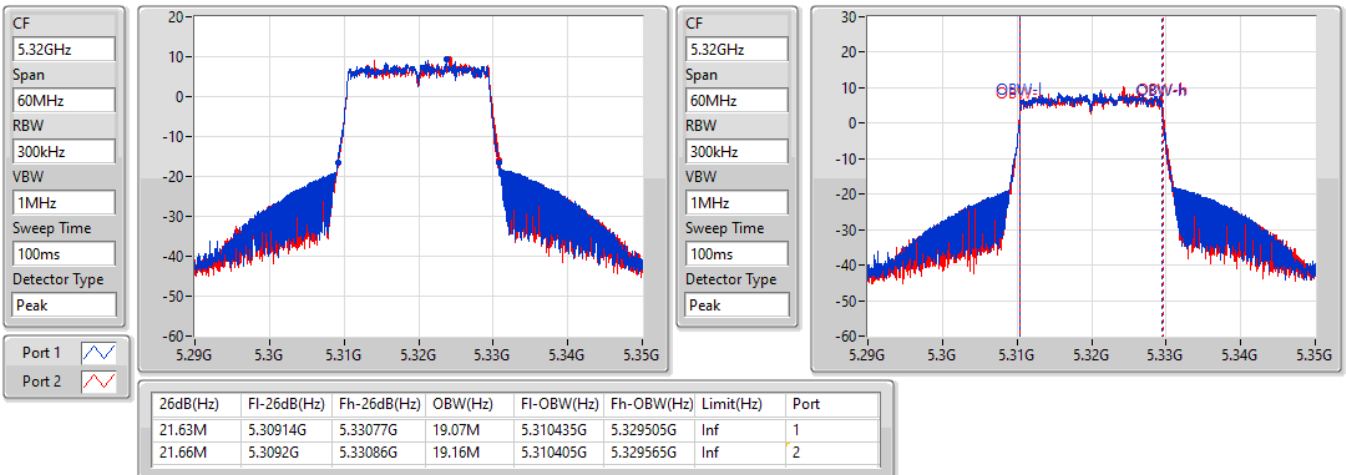 CF
5.32GHz
Span
60MHz
RBW
300kHz
VBW
1MHz
Sweep Time
100ms
Detector Type
Peak
Port 1
Port 2
20-
10-
0-
-10-
-20-
-30-
-40-
-50-
-60-
5.29G 5.3G 5.31G 5.32G 5.33G 5.34G 5.35G
CF
5.32GHz
Span
60MHz
RBW
300kHz
VBW
1MHz
Sweep Time
100ms
Detector Type
Peak
30-
20-
10-
0-
-10-
-20-
-30-
-40-
-50-
-60-
OBW-l OBW-h
5.29G 5.3G 5.31G 5.32G 5.33G 5.34G 5.35G
26dB(Hz) Fl-26dB(Hz) Fh-26dB(Hz) OBW(Hz) Fl-OBW(Hz) Fh-OBW(Hz) Limit(Hz) Port
21.63M 5.30914G 5.33077G 19.07M 5.310435G 5.329505G Inf 1
21.66M 5.3092G 5.33086G 19.16M 5.310405G 5.329565G Inf 2